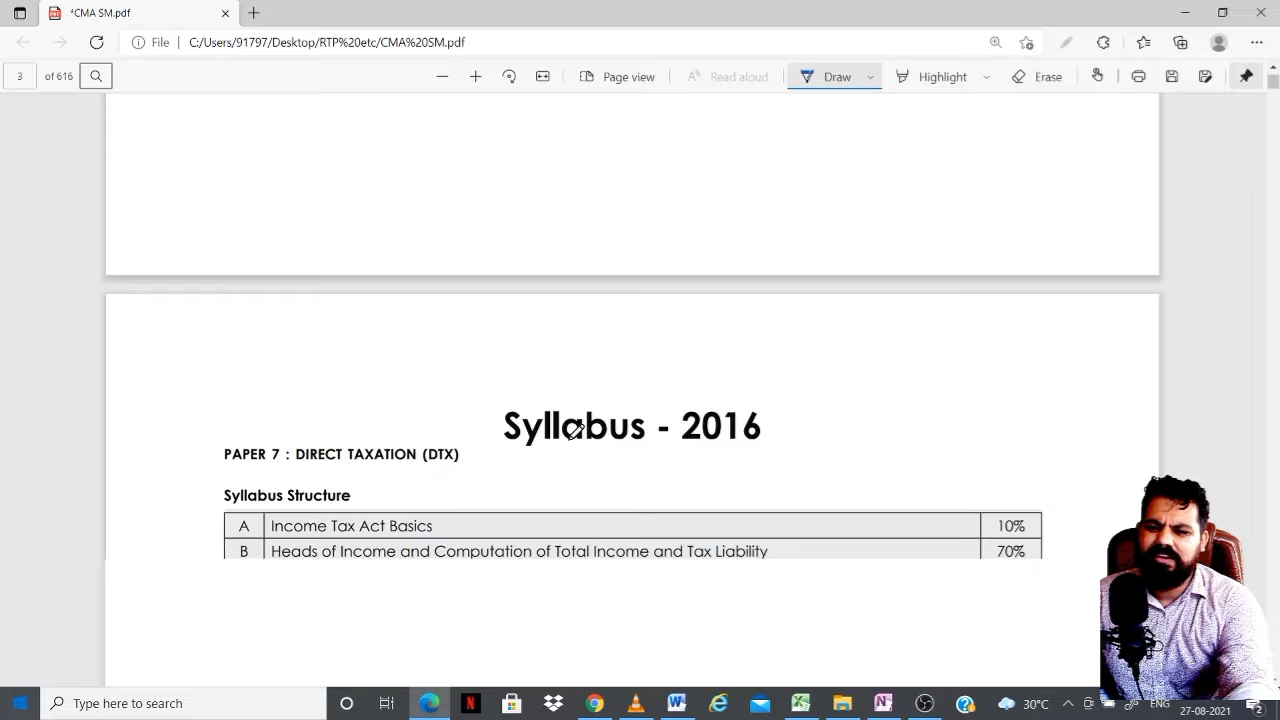 *CMA SM.pdf
File | C:/Users/91797/Desktop/RTP%20etc/CMA%20SM.pdf
3 of 616 Page view Read aloud Draw Highlight Erase
Syllabus - 2016
PAPER 7 : DIRECT TAXATION (DTX)
Syllabus Structure
A Income Tax Act Basics 10%
B Heads of Income and Computation of Total Income and Tax Liability 70%
Type here to search 30°C ENG 27-08-2021